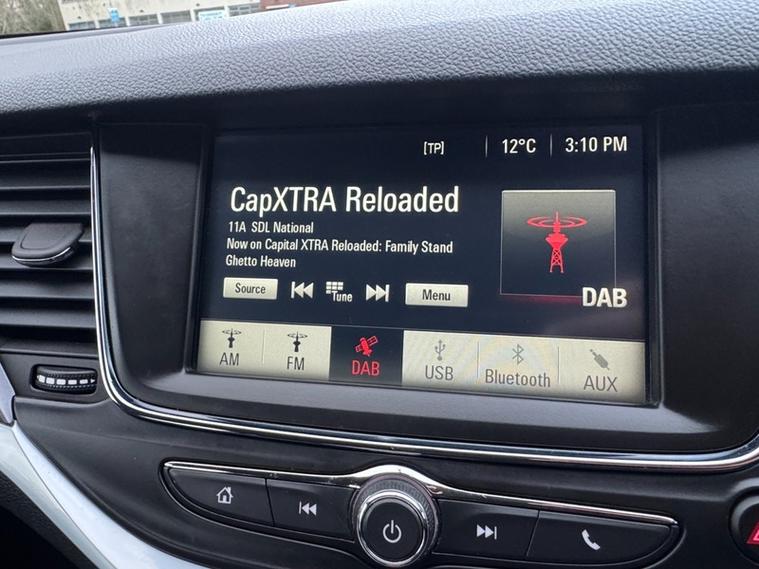 [TP] 12°C 3:10 PM
CapXTRA Reloaded
11A SDL National
Now on Capital XTRA Reloaded: Family Stand
Ghetto Heaven
DAB
Source Tune Menu
AM FM DAB USB Bluetooth AUX